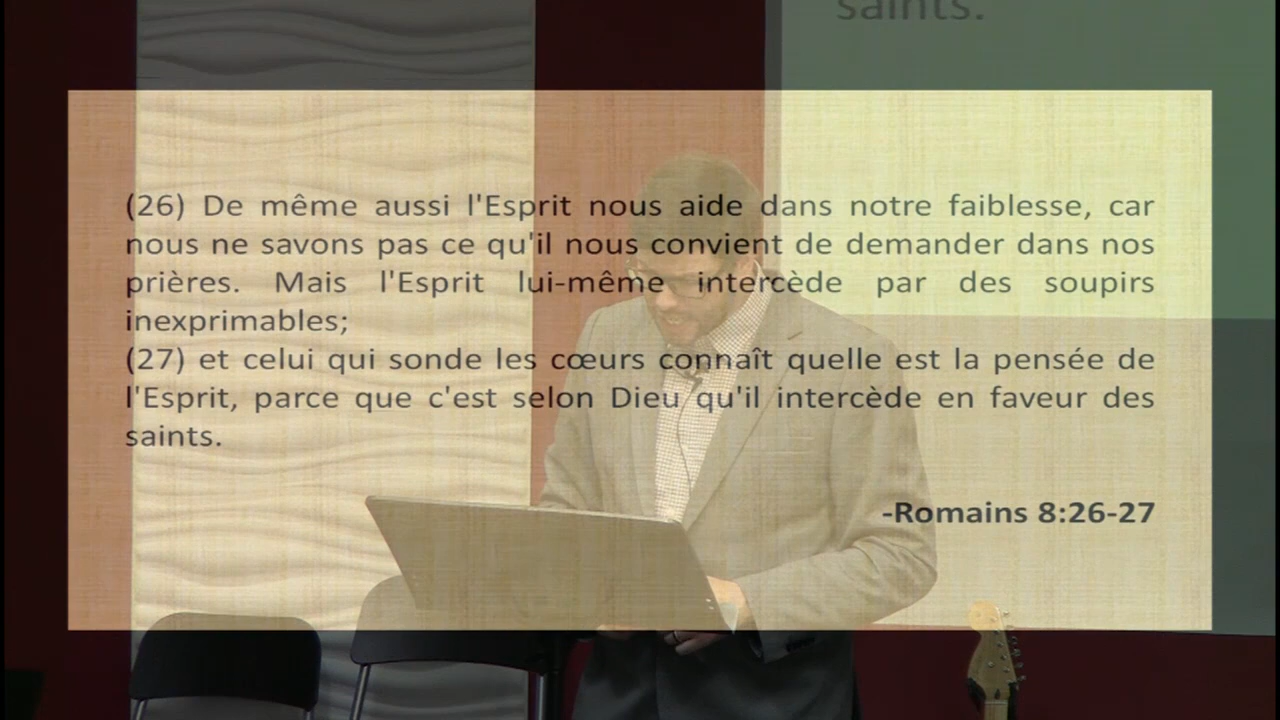 saints.
(26) De même aussi l'Esprit nous aide dans notre faiblesse, car
nous ne savons pas ce qu'il nous convient de demander dans nos
prières. Mais l'Esprit lui-même intercède par des soupirs
inexprimables;
(27) et celui qui sonde les cœurs connaît quelle est la pensée de
l'Esprit, parce que c'est selon Dieu qu'il intercède en faveur des
saints.
-Romains 8:26-27